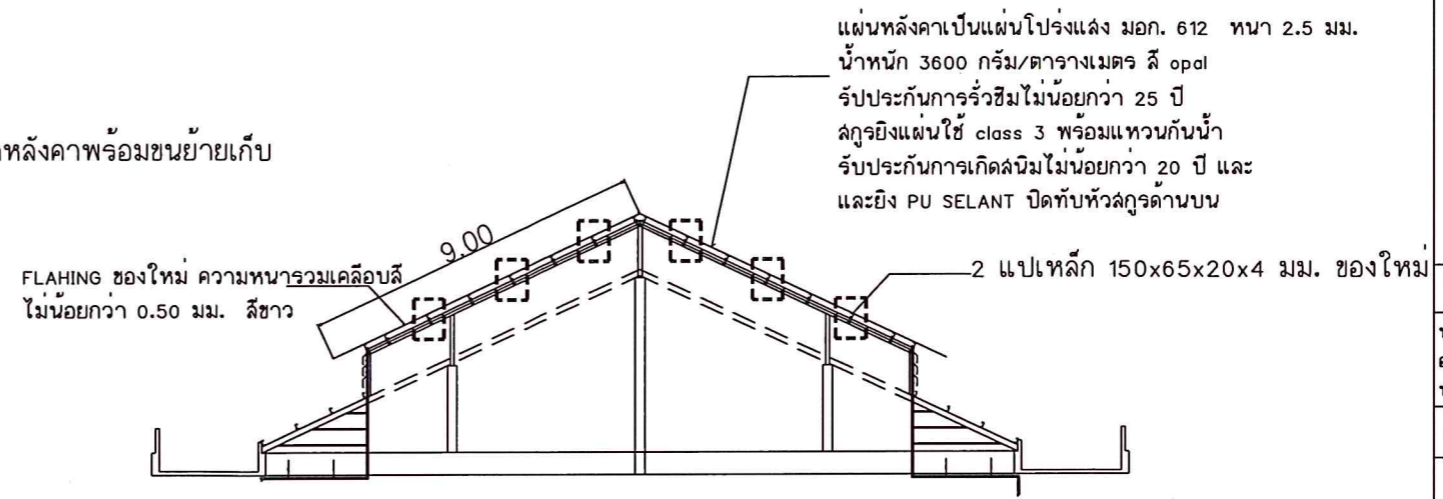 แผ่นหลังคาเป็นแผ่นโปร่งแสง มอก. 612 หนา 2.5 มม.
น้ำหนัก 3600 กรัม/ตารางเมตร สี opal
รัปประกันการรั่วซึมไม่น้อยกว่า 25 ปี
สกูรยิงแผ่นใช้ class 3 พร้อมแหวนกันน้ำ
รับประกันการเกิดสนิมไม่น้อยกว่า 20 ปี และ
และยิง PU SELANT ปิดทับหัวสกูรด้านบน
หลังคาพร้อมขนย้ายเก็บ
9.00
FLAHING ของใหม่ ความหนารวมเคลือบสี
ไม่น้อยกว่า 0.50 มม. สีขาว
2 แปเหล็ก 150x65x20x4 มม. ของใหม่